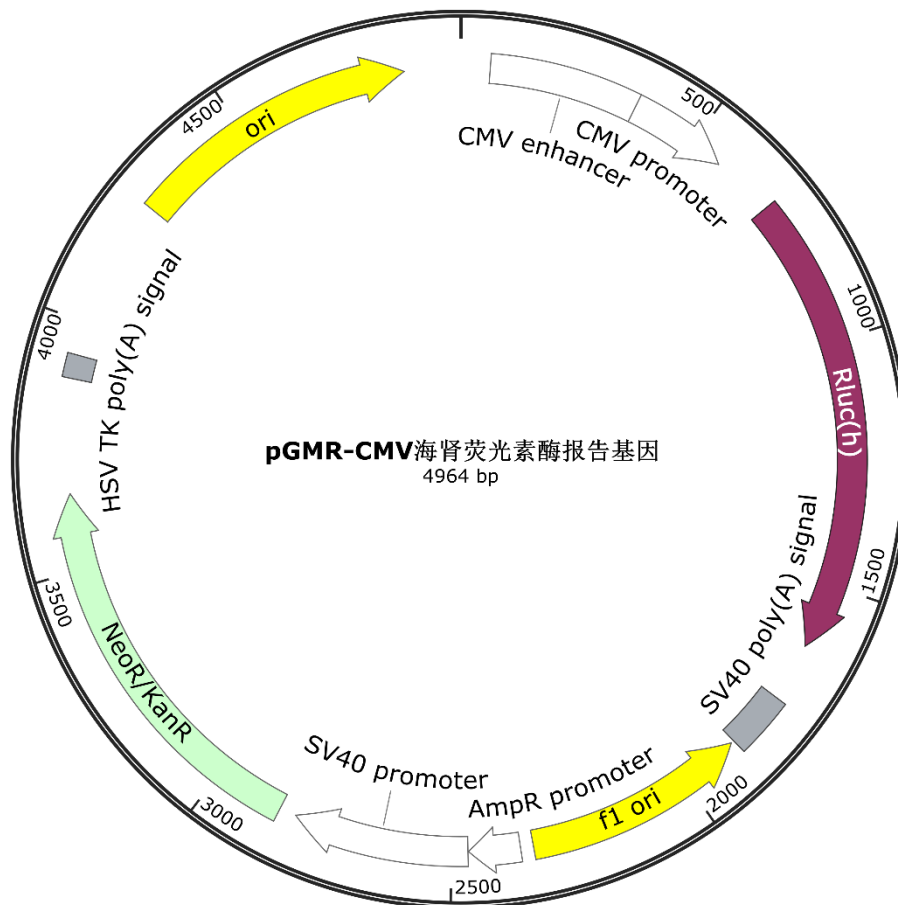 500
CMV enhancer
CMV promoter
1000
Rluc(h)
1500
SV40 poly(A) signal
2000
f1 ori
AmpR promoter
2500
SV40 promoter
3000
NeoR/KanR
3500
HSV TK poly(A) signal
4000
4500
ori
pGMR-CMV海肾荧光素酶报告基因
4964 bp